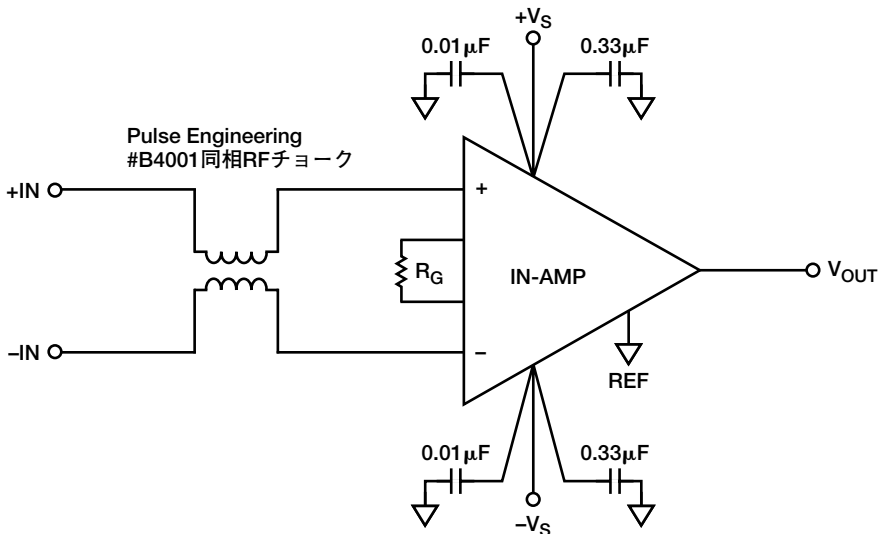 +VS
0.01μF
0.33μF
Pulse Engineering
#B4001同相RFチョーク
+IN
+
RG
IN-AMP
VOUT
–IN
–
REF
0.01μF
0.33μF
–VS